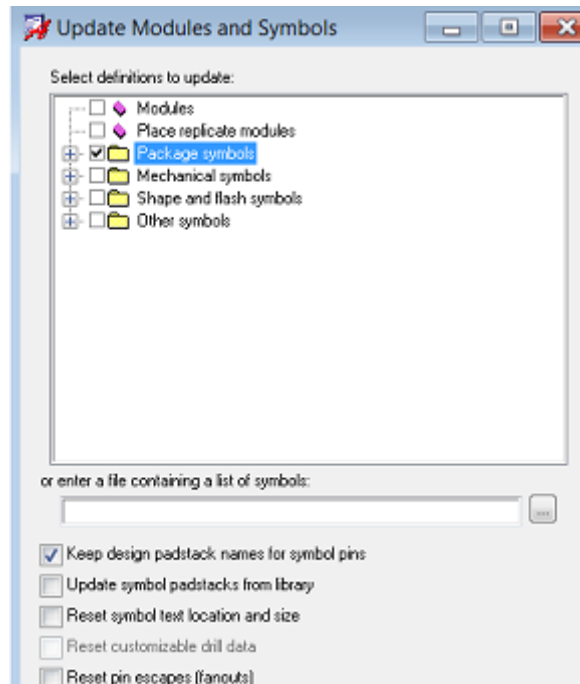 Update Modules and Symbols
Select definitions to update:
Modules
Place replicate modules
Package symbols
Mechanical symbols
Shape and flash symbols
Other symbols
or enter a file containing a list of symbols:
...
Keep design padstack names for symbol pins
Update symbol padstacks from library
Reset symbol text location and size
Reset customizable drill data
Reset pin escapes (fanouts)